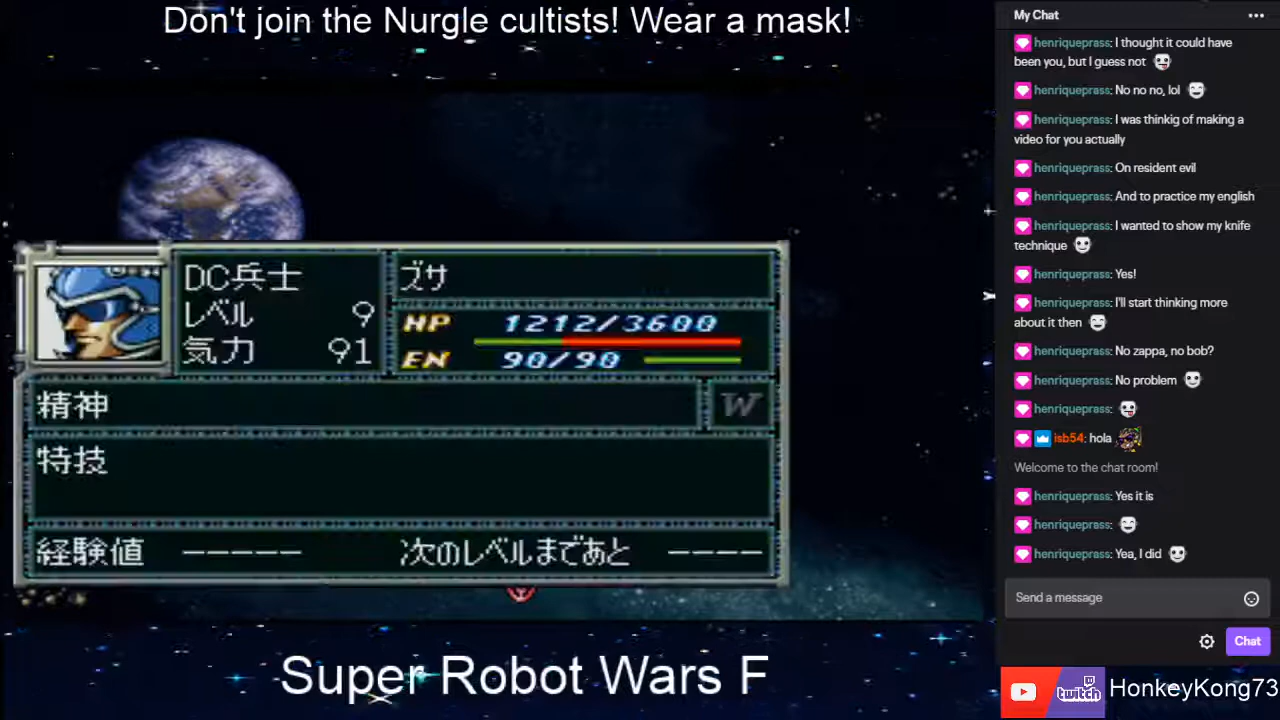 Don't join the Nurgle cultists! Wear a mask!
DC兵士
レベル 9
気力 91
ズサ
HP 1212/3600
EN 90/90
精神
W
特技
経験値 -----
次のレベルまであと ----
Super Robot Wars F
My Chat
henriqueprass: I thought it could have
been you, but I guess not
henriqueprass: No no no, lol
henriqueprass: I was thinkig of making a
video for you actually
henriqueprass: On resident evil
henriqueprass: And to practice my english
henriqueprass: I wanted to show my knife
technique
henriqueprass: Yes!
henriqueprass: I'll start thinking more
about it then
henriqueprass: No zappa, no bob?
henriqueprass: No problem
henriqueprass:
isb54: hola
Welcome to the chat room!
henriqueprass: Yes it is
henriqueprass:
henriqueprass: Yea, I did
Send a message
Chat
twitch
HonkeyKong73